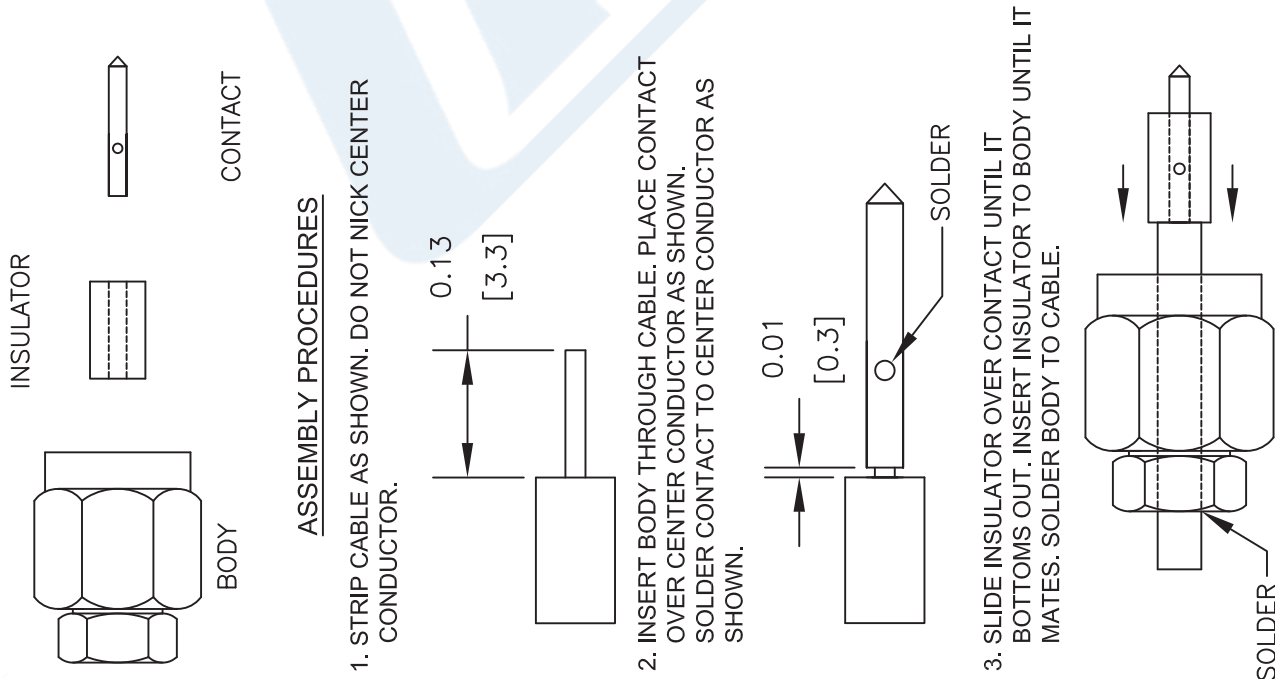 INSULATOR
BODY
CONTACT
ASSEMBLY PROCEDURES
1. STRIP CABLE AS SHOWN. DO NOT NICK CENTER
CONDUCTOR.
0.13
[3.3]
2. INSERT BODY THROUGH CABLE. PLACE CONTACT
OVER CENTER CONDUCTOR AS SHOWN.
SOLDER CONTACT TO CENTER CONDUCTOR AS
SHOWN.
0.01
[0.3]
SOLDER
3. SLIDE INSULATOR OVER CONTACT UNTIL IT
BOTTOMS OUT. INSERT INSULATOR TO BODY UNTIL IT
MATES. SOLDER BODY TO CABLE.
SOLDER